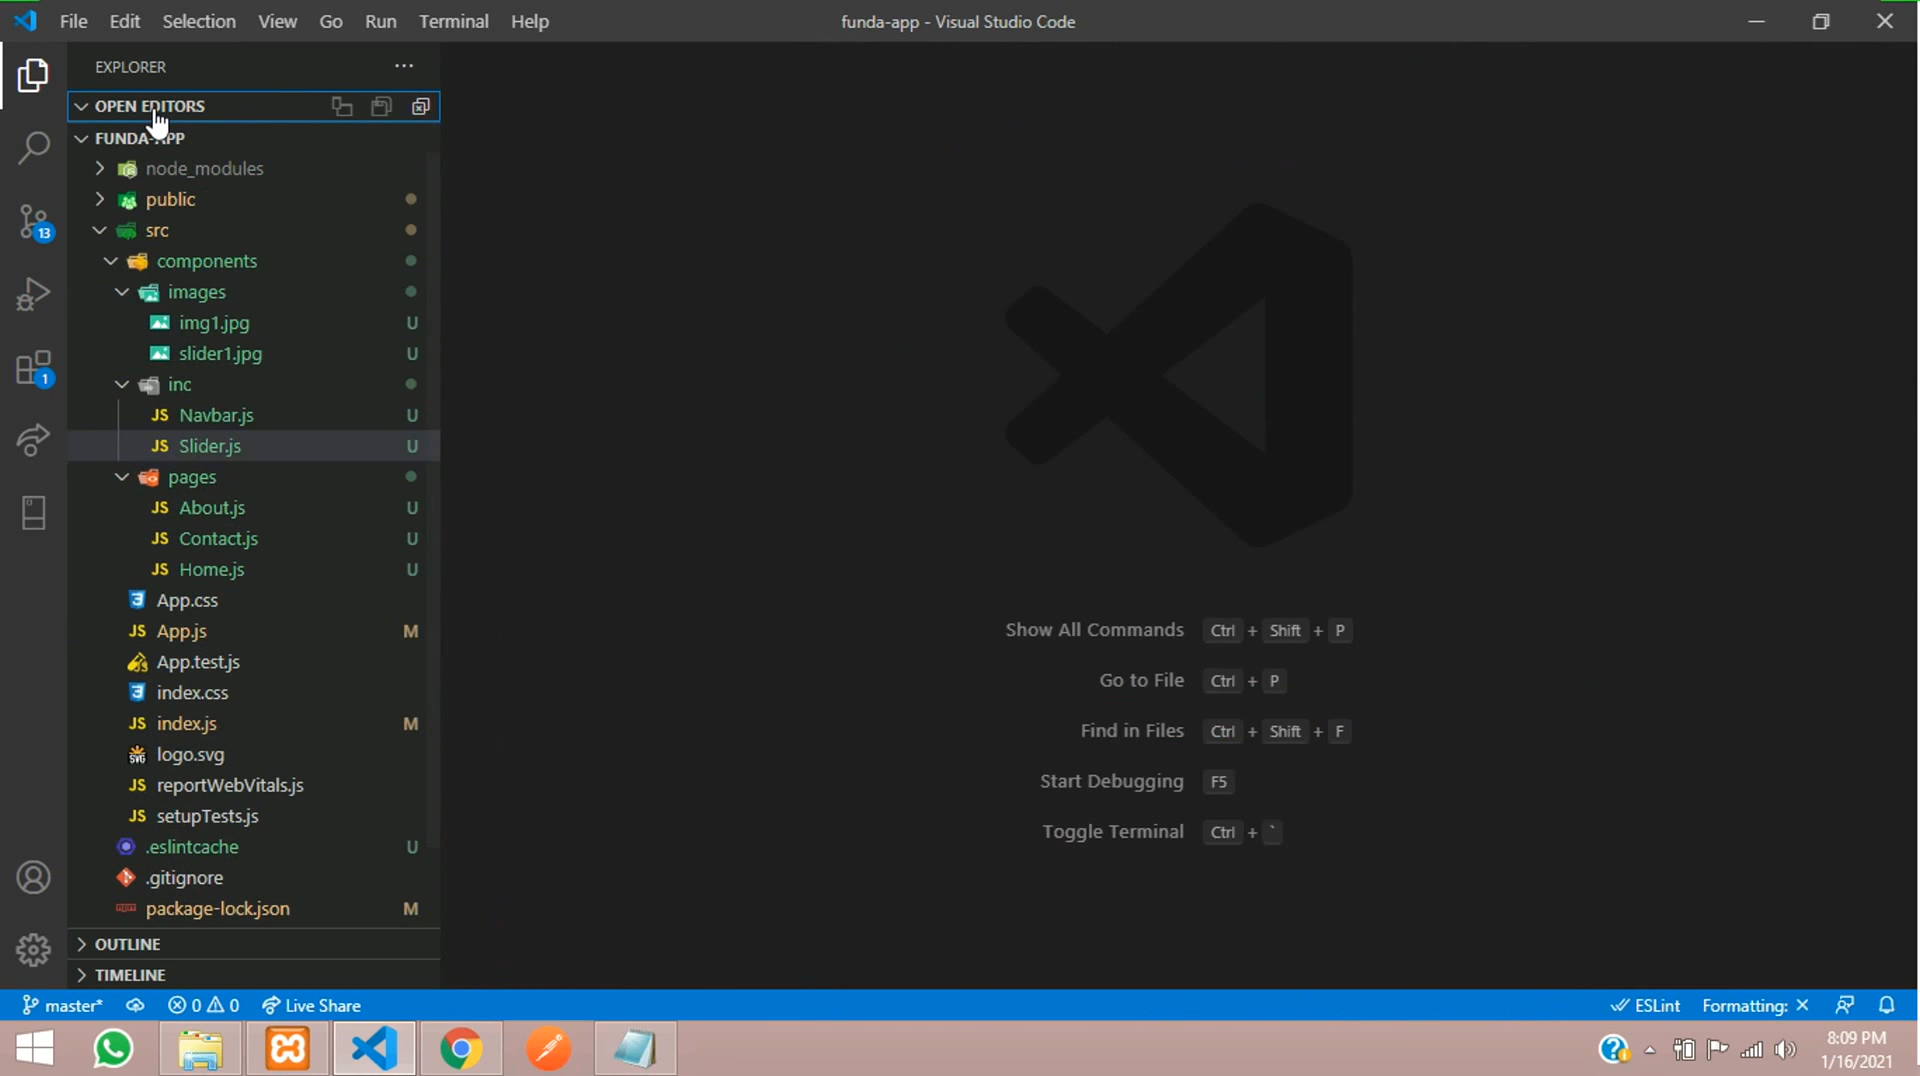 File Edit Selection View Go Run Terminal Help
funda-app - Visual Studio Code
EXPLORER
OPEN EDITORS
FUNDA-APP
node_modules
public
src
components
images
img1.jpg U
slider1.jpg U
inc
JS Navbar.js U
JS Slider.js U
pages
JS About.js U
JS Contact.js U
JS Home.js U
App.css
JS App.js M
App.test.js
index.css
JS index.js M
logo.svg
JS reportWebVitals.js
JS setupTests.js
.eslintcache U
.gitignore
package-lock.json M
OUTLINE
TIMELINE
13
1
Show All Commands Ctrl + Shift + P
Go to File Ctrl + P
Find in Files Ctrl + Shift + F
Start Debugging F5
Toggle Terminal Ctrl + `
master* 0 0 Live Share
ESLint Formatting: ×
8:09 PM
1/16/2021